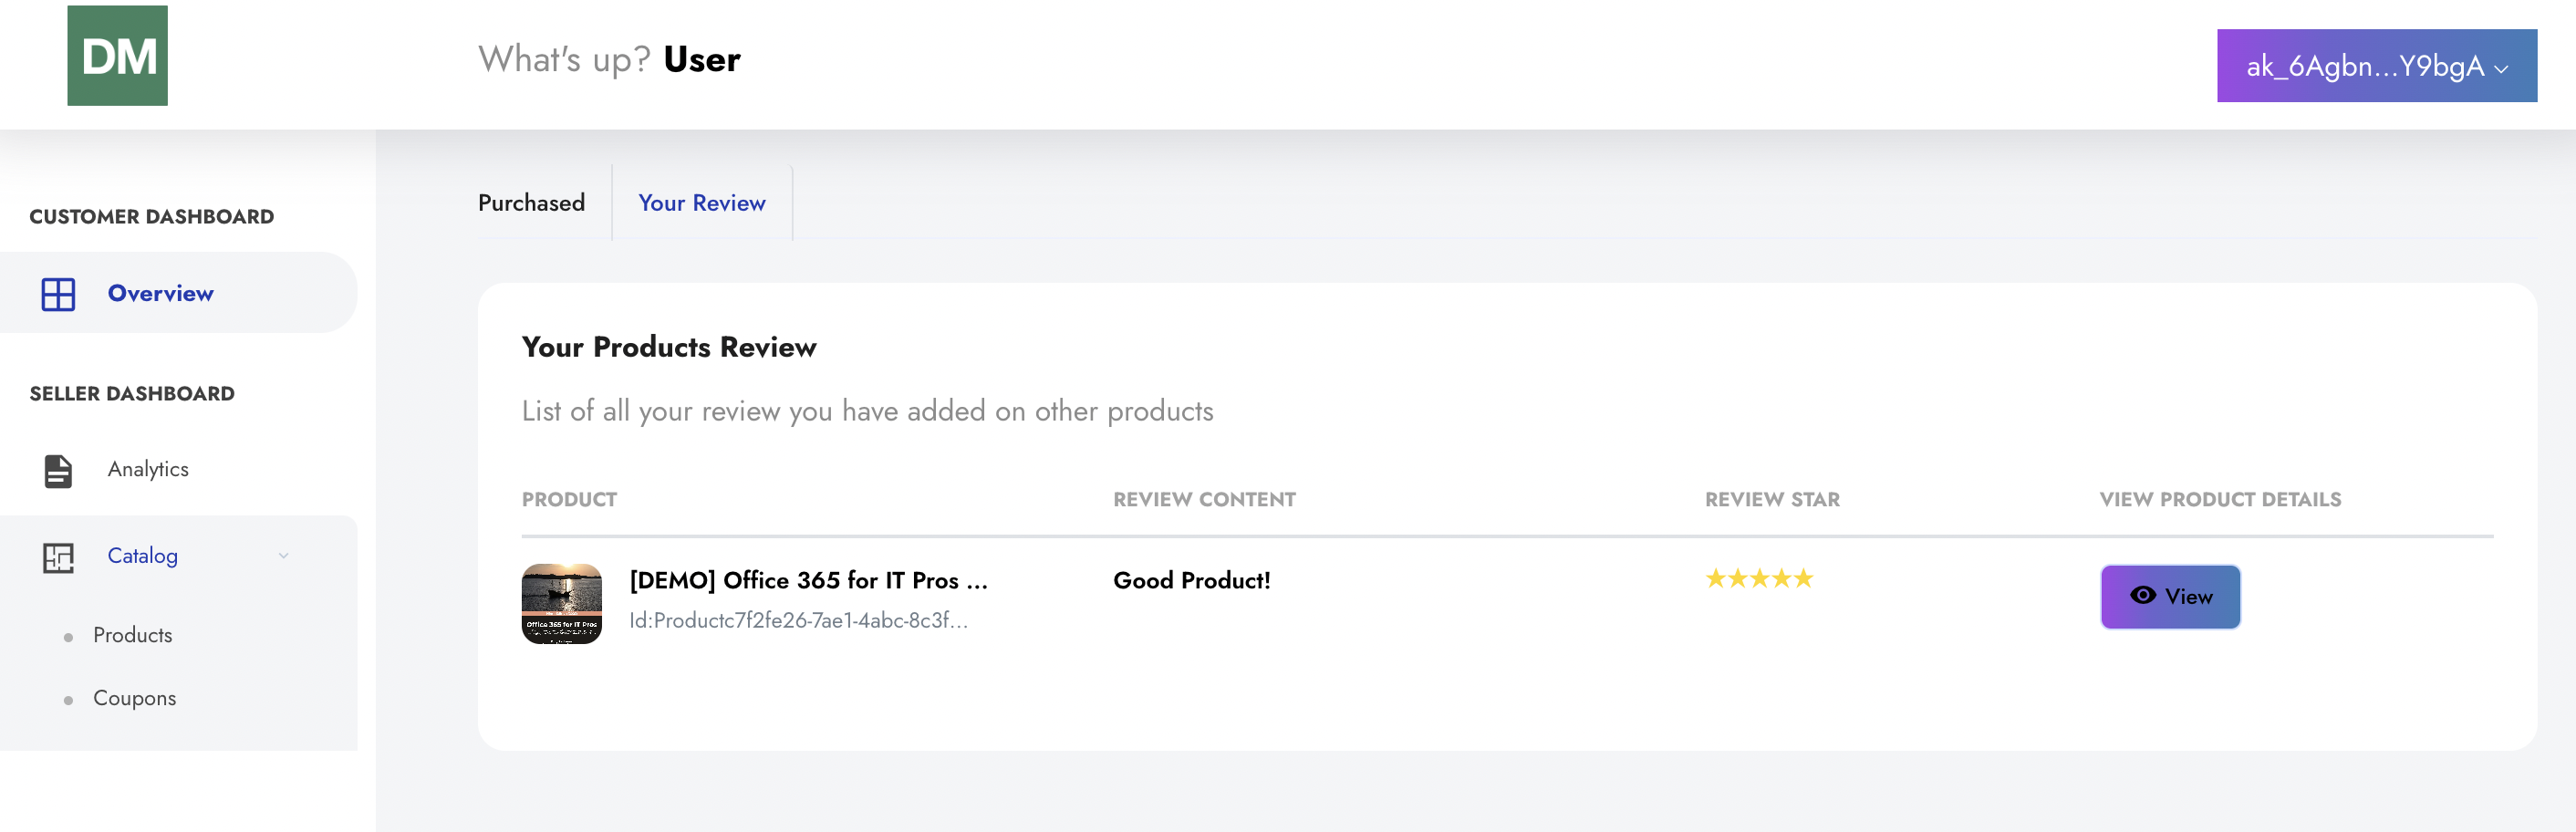 DM
What's up? User
ak_6Agbn...Y9bgA
CUSTOMER DASHBOARD
Overview
SELLER DASHBOARD
Analytics
Catalog
Products
Coupons
Purchased
Your Review
Your Products Review
List of all your review you have added on other products
PRODUCT REVIEW CONTENT REVIEW STAR VIEW PRODUCT DETAILS
[DEMO] Office 365 for IT Pros ... Good Product! View
Id:Productc7f2fe26-7ae1-4abc-8c3f...
Office 365 for IT Pros